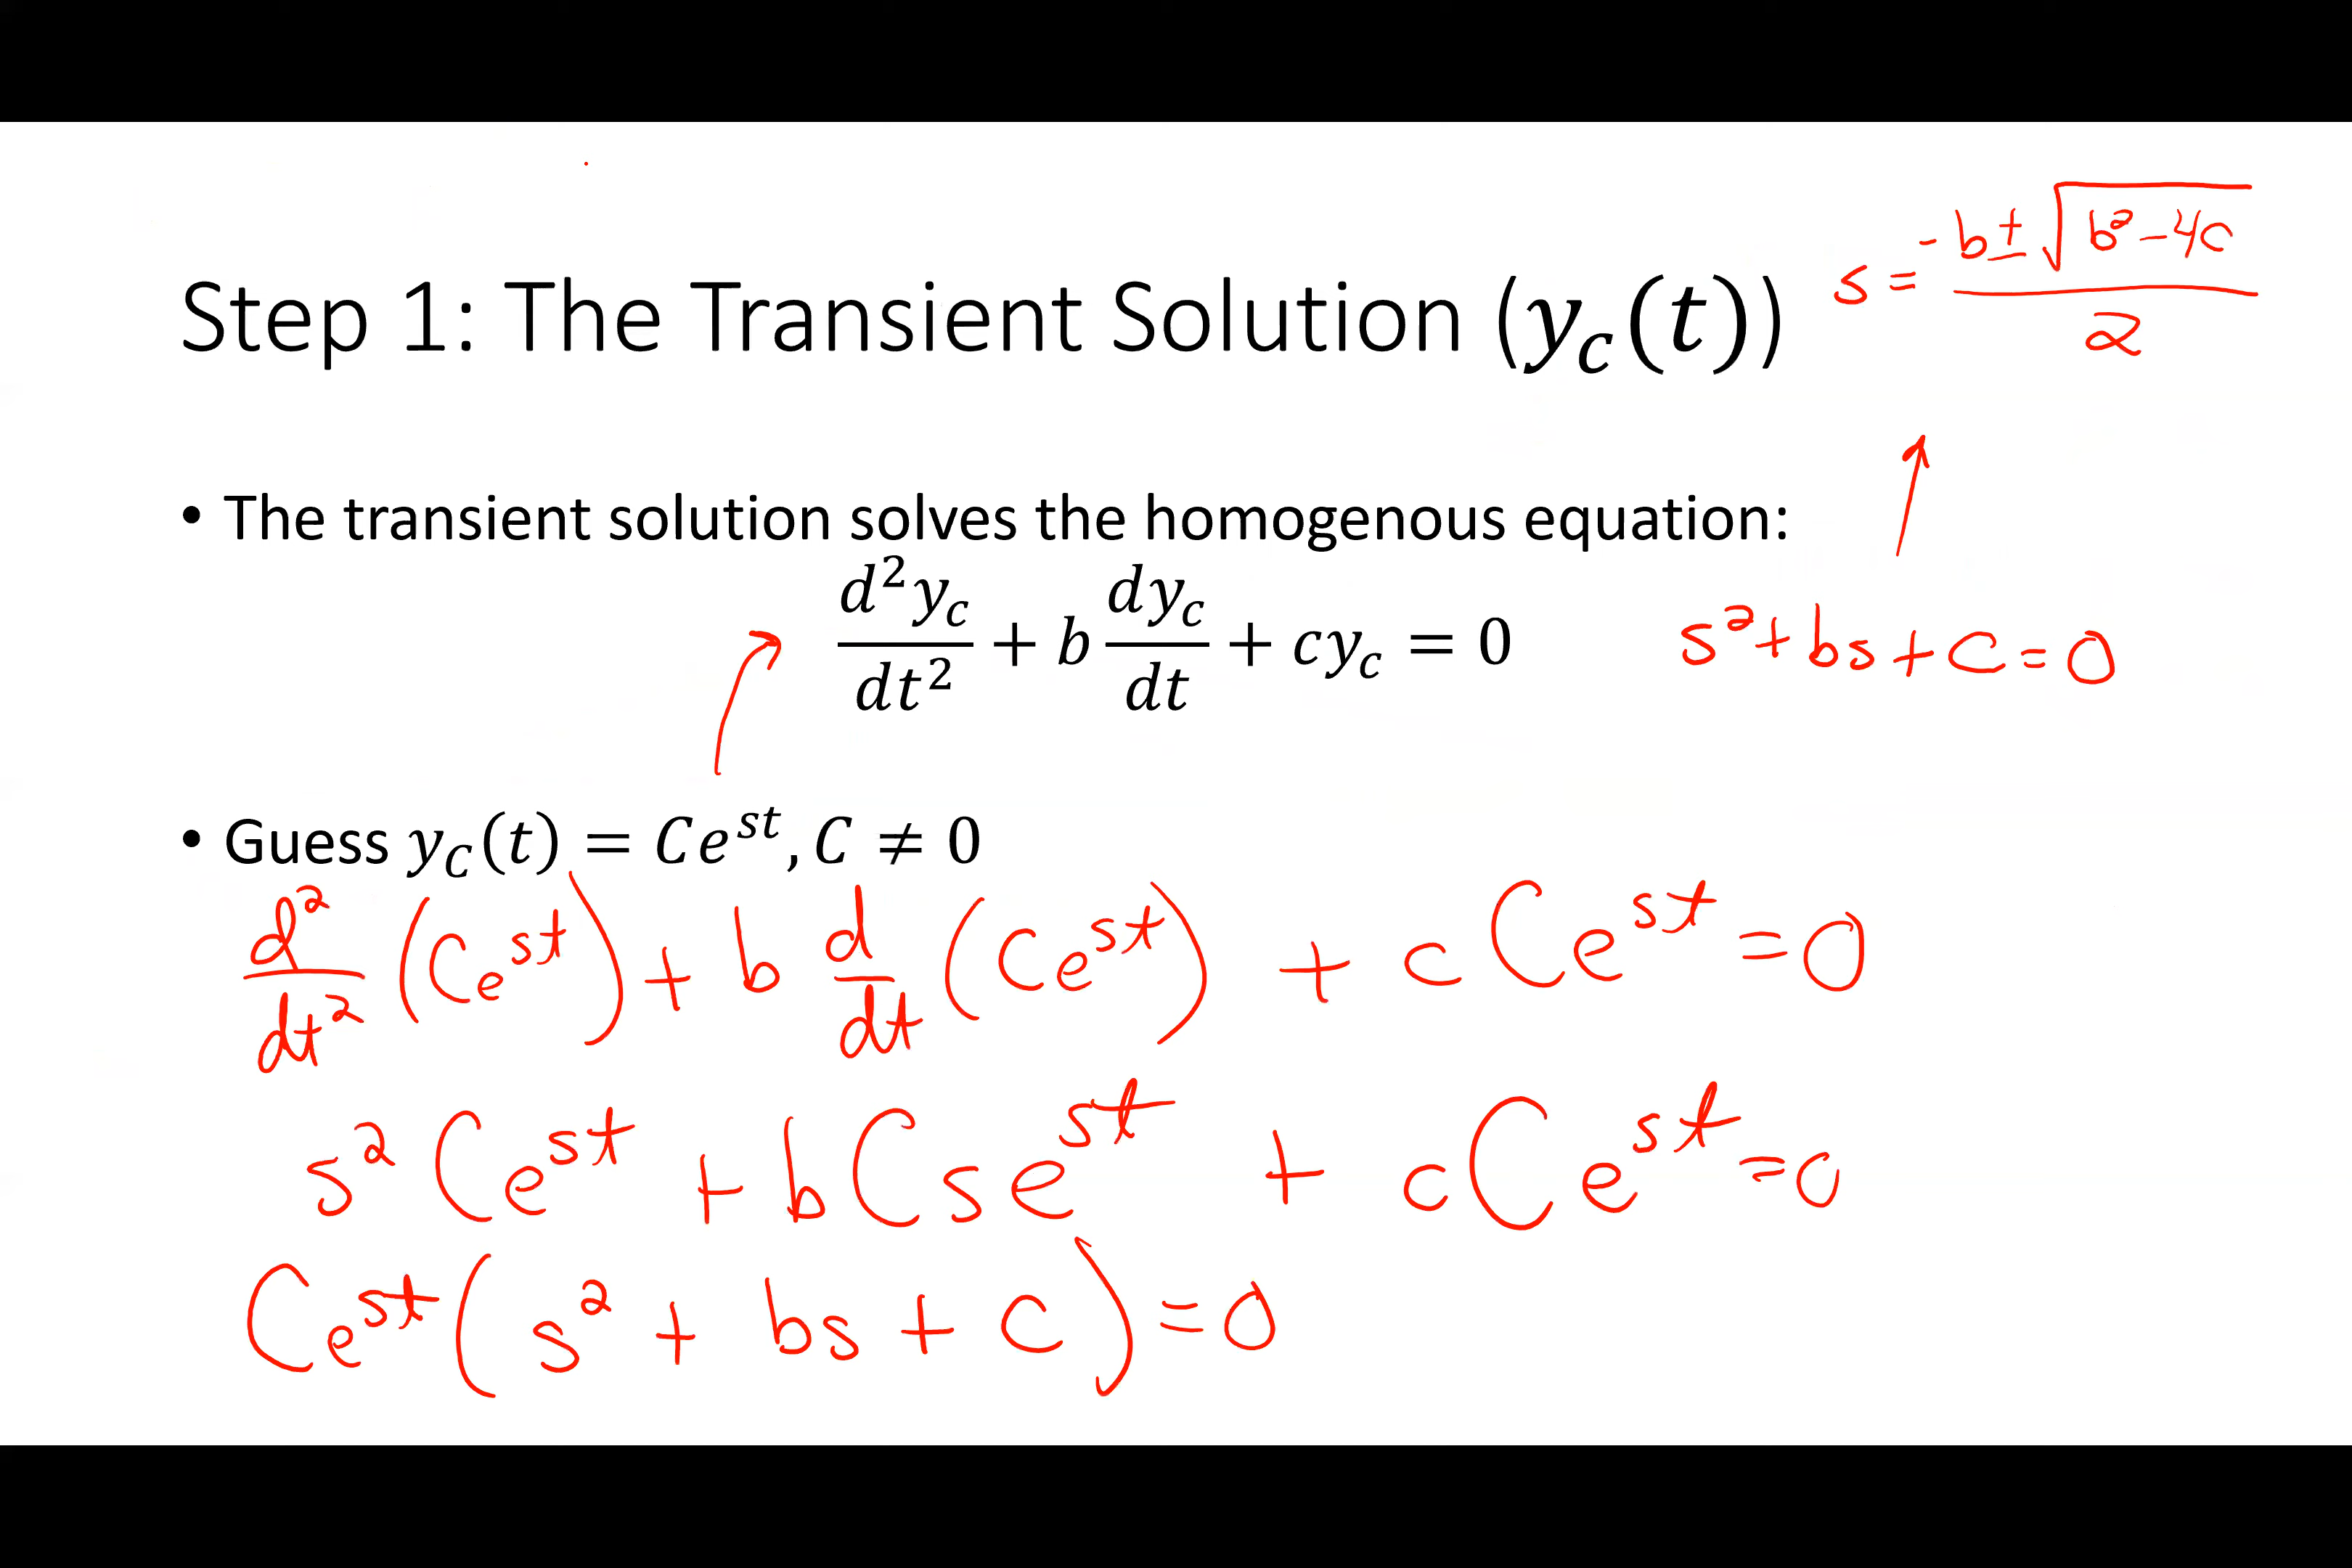 s = (-b ± √(b² - 4c)) / 2
Step 1: The Transient Solution (y_c(t))
• The transient solution solves the homogenous equation:
d²y_c/dt² + b dy_c/dt + cy_c = 0
s² + bs + c = 0
• Guess y_C(t) = Ce^{st}, C ≠ 0
d²/dt² (Ce^{st}) + b d/dt (Ce^{st}) + cCe^{st} = 0
s²Ce^{st} + bCse^{st} + cCe^{st} = 0
Ce^{st}(s² + bs + c) = 0